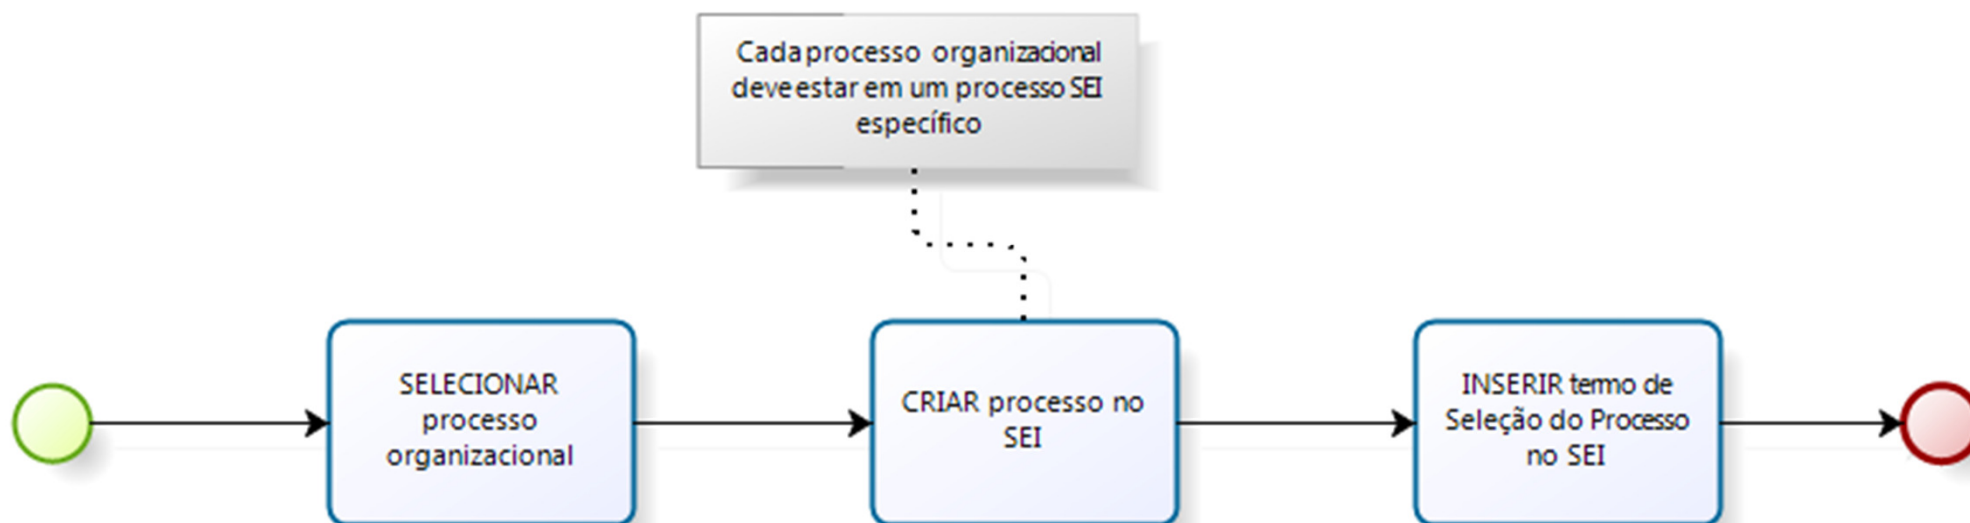 Cada processo organizacional
deve estar em um processo SEI
específico
SELECIONAR
processo
organizacional
CRIAR processo no
SEI
INSERIR termo de
Seleção do Processo
no SEI